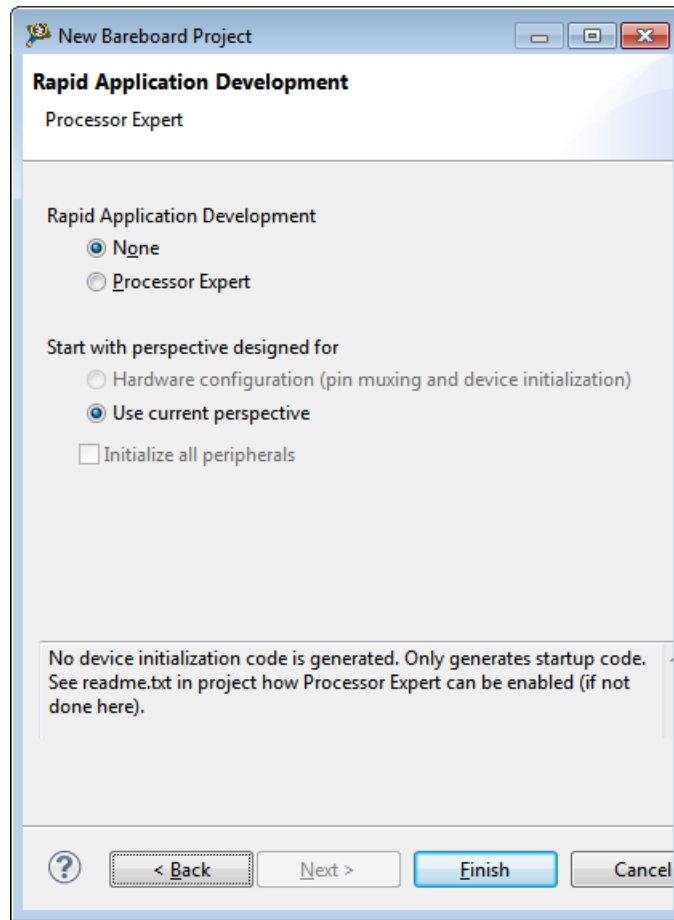 New Bareboard Project
Rapid Application Development
Processor Expert
Rapid Application Development
None
Processor Expert
Start with perspective designed for
Hardware configuration (pin muxing and device initialization)
Use current perspective
Initialize all peripherals
No device initialization code is generated. Only generates startup code.
See readme.txt in project how Processor Expert can be enabled (if not
done here).
? < Back Next > Finish Cancel